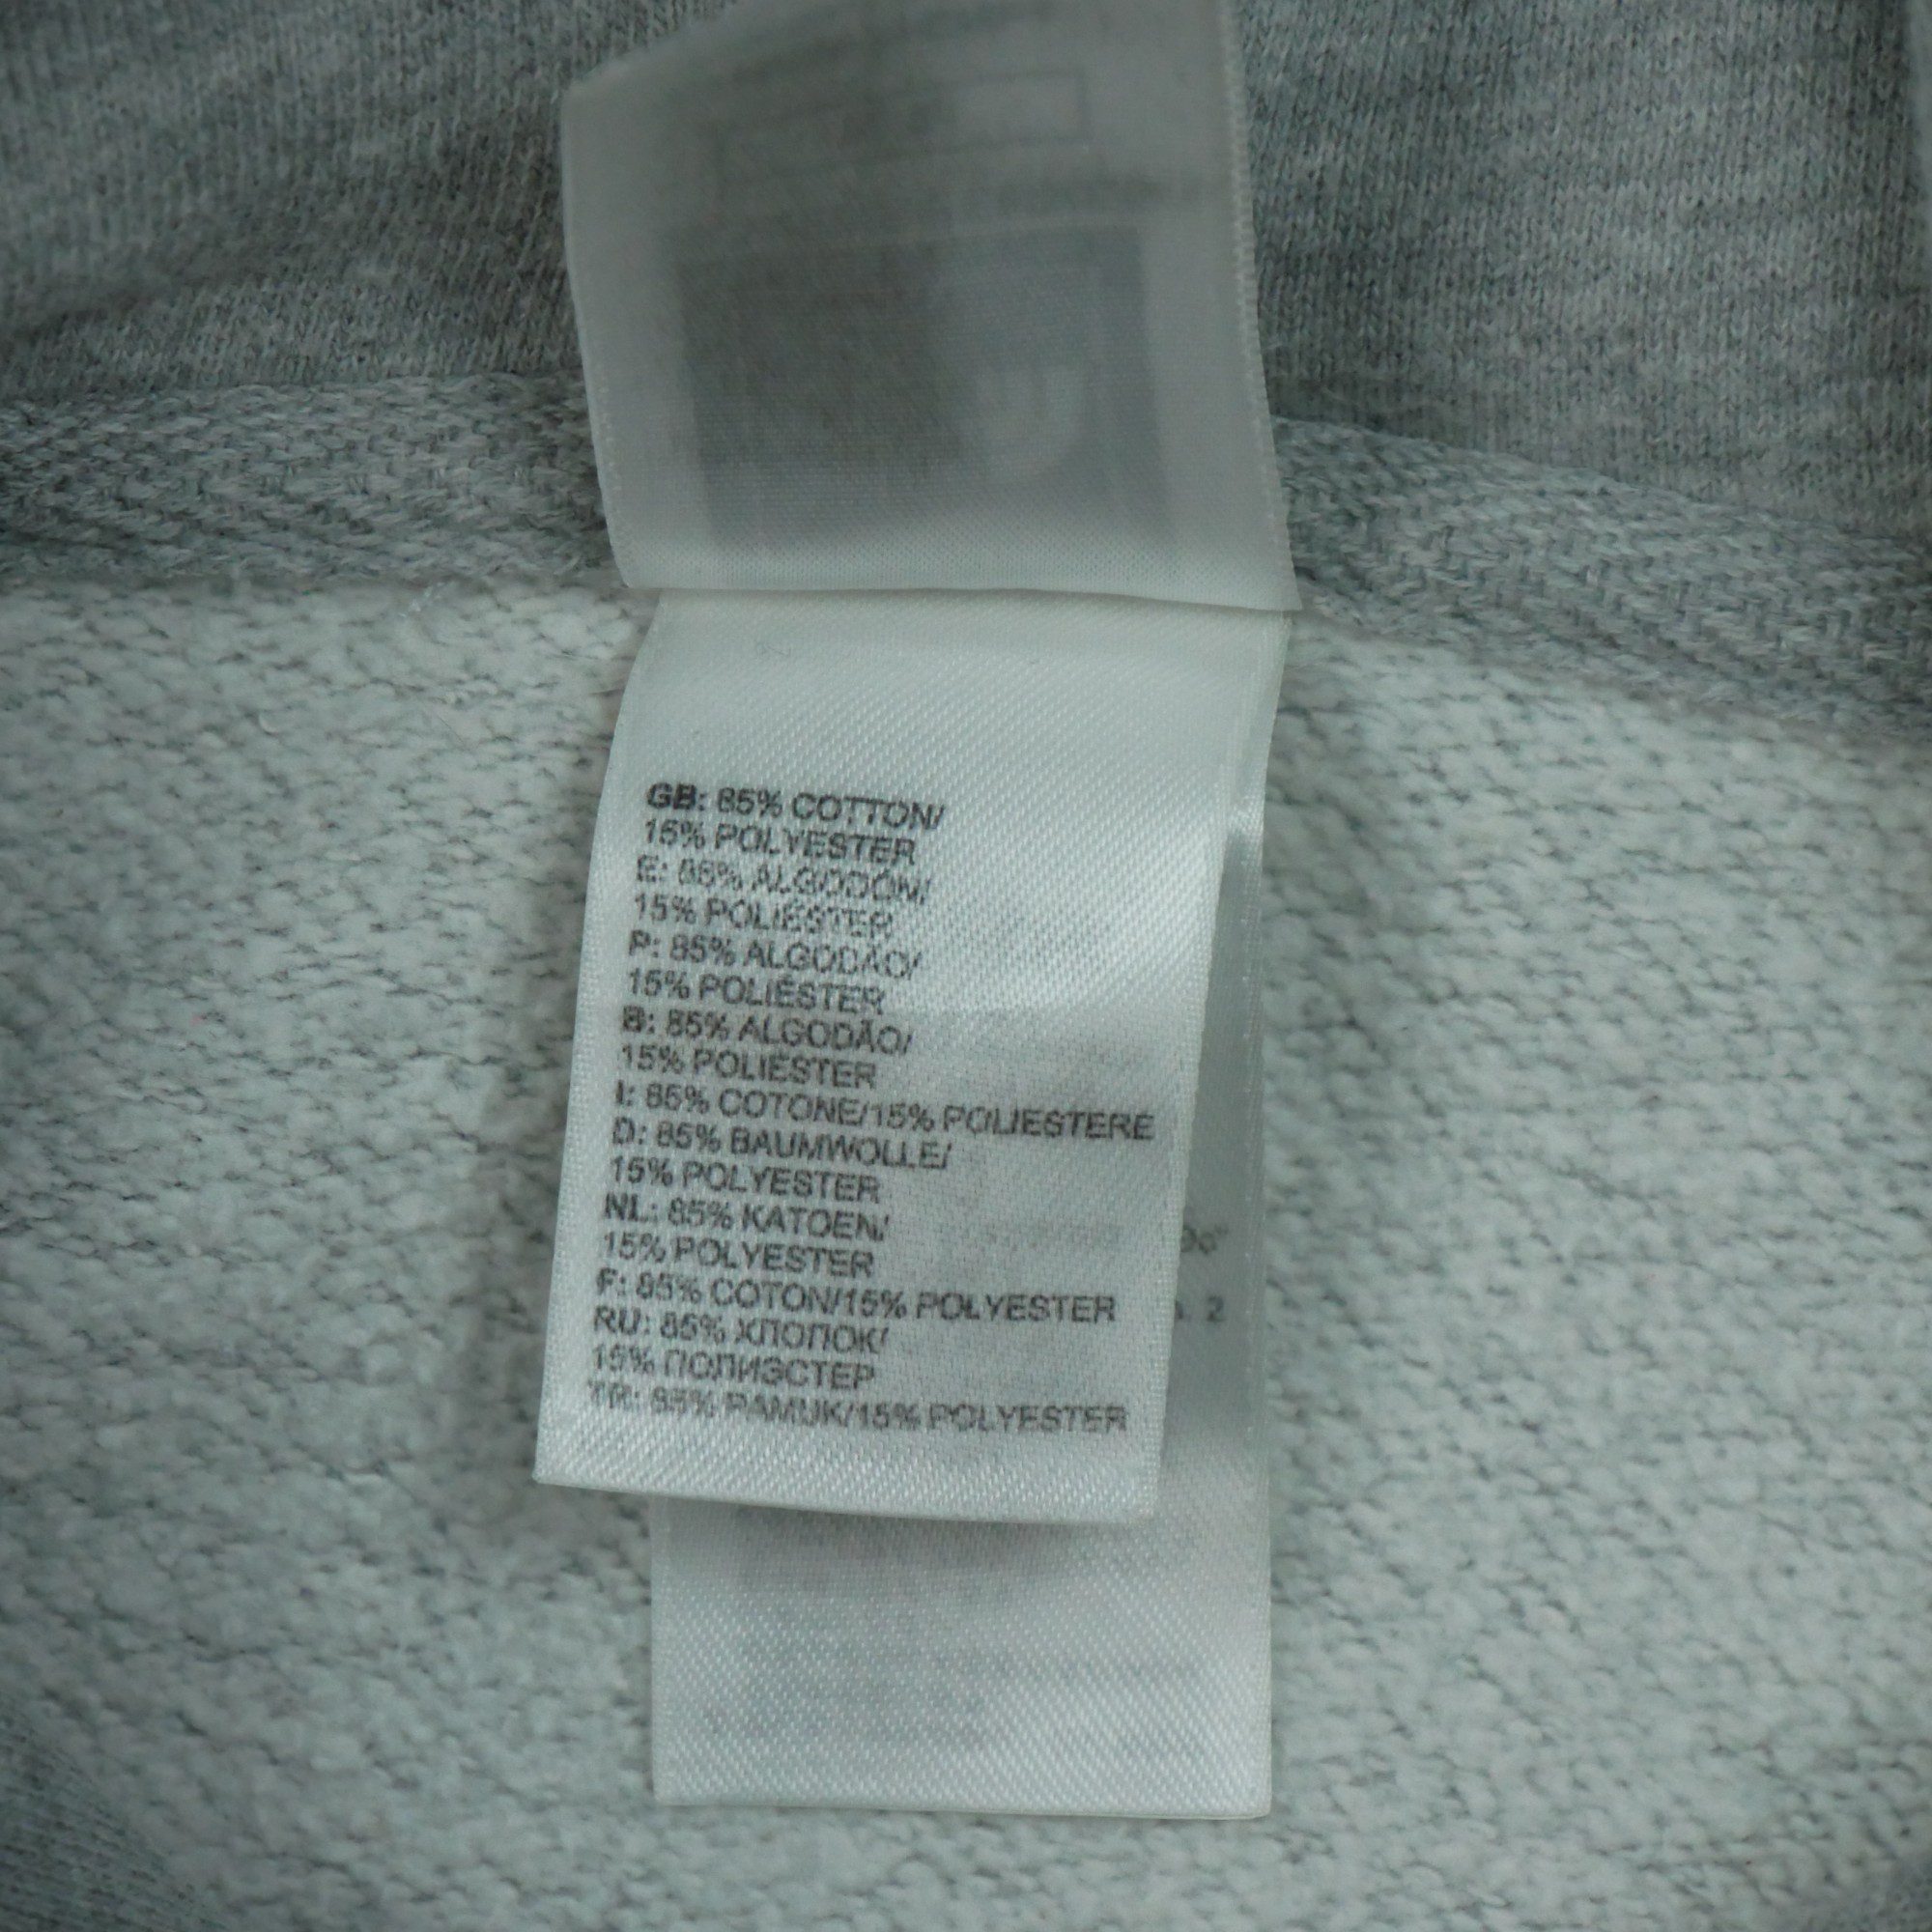 GB: 85% COTTON/
15% POLYESTER
E: 85% ALGODÓN/
15% POLIÉSTER
P: 85% ALGODÃO/
15% POLIÉSTER
B: 85% ALGODÃO/
15% POLIÉSTER
I: 85% COTONE/15% POLIESTERE
D: 85% BAUMWOLLE/
15% POLYESTER
NL: 85% KATOEN/
15% POLYESTER
F: 85% COTON/15% POLYESTER
RU: 85% ХЛОПОК/
15% ПОЛИЭСТЕР
TR: 85% PAMUK/15% POLYESTER
2